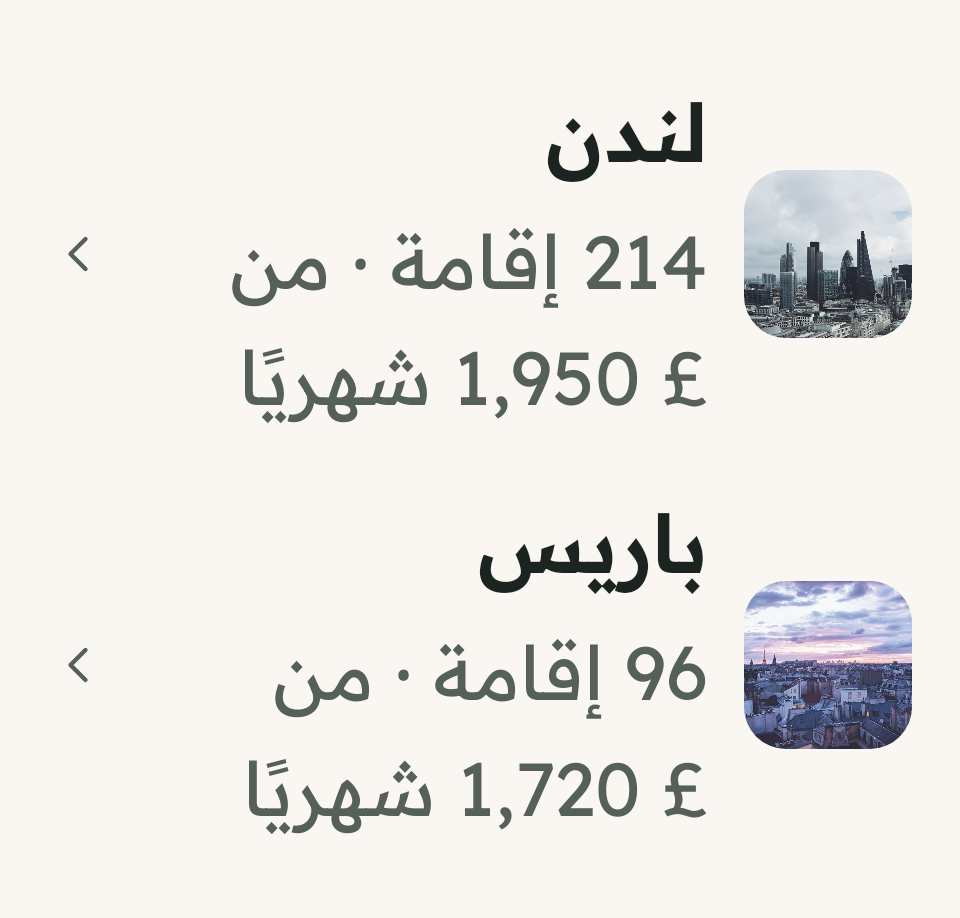 لندن
214 إقامة · من
£ 1,950 شهريًا
باريس
96 إقامة · من
£ 1,720 شهريًا